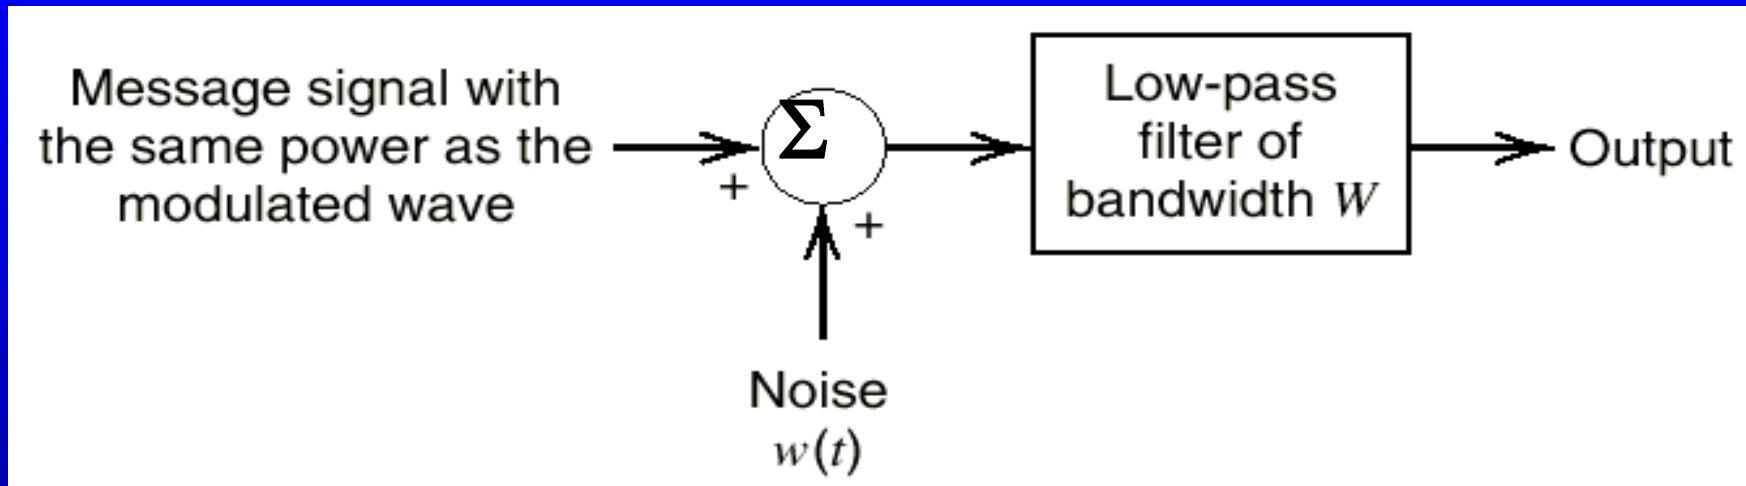 Message signal with
the same power as the
modulated wave
+
Σ
+
Noise
w(t)
Low-pass
filter of
bandwidth W
Output